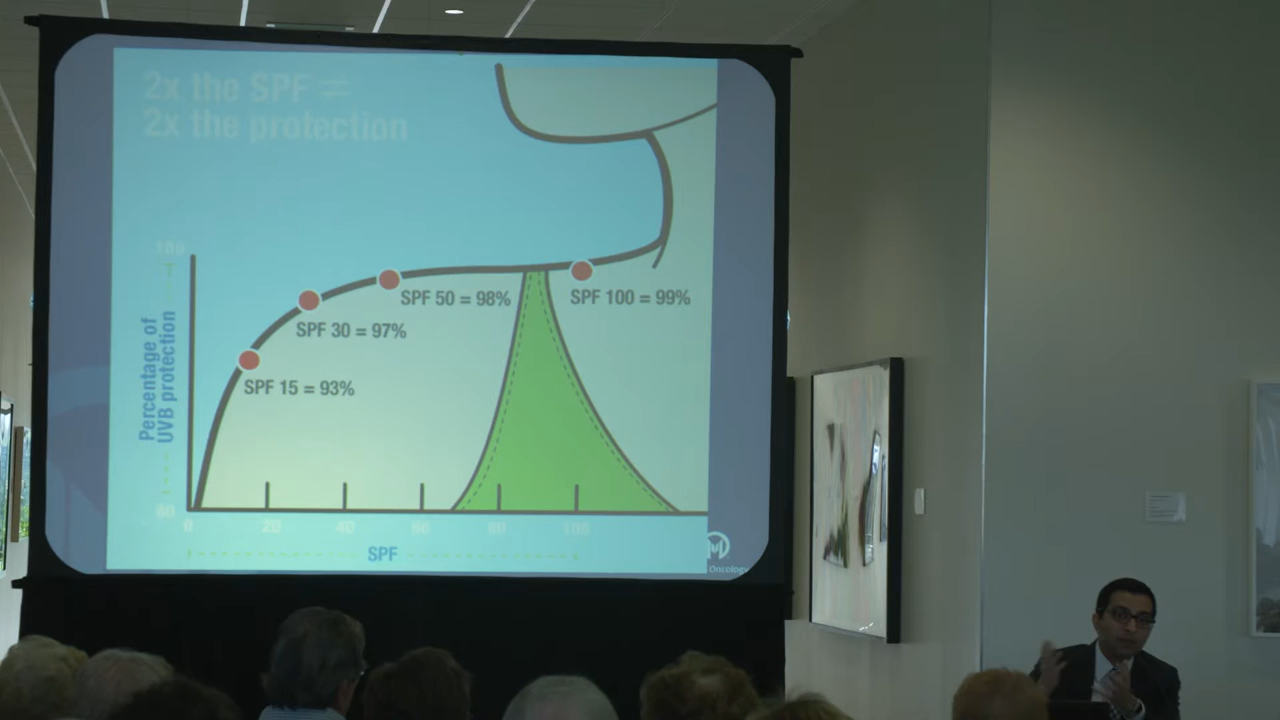 2x the SPF ≠
2x the protection
100
Percentage of
UVB protection
SPF 15 = 93%
SPF 30 = 97%
SPF 50 = 98%
SPF 100 = 99%
0 20 40 60 80 100
SPF
Oncology